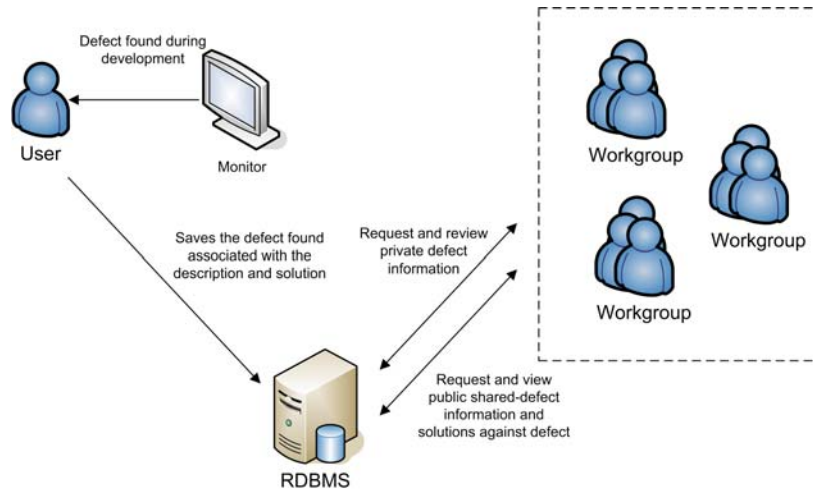 Defect found during
development
User
Monitor
Workgroup
Workgroup
Workgroup
Saves the defect found
associated with the
description and solution
Request and review
private defect
information
Request and view
public shared-defect
information and
solutions against defect
RDBMS